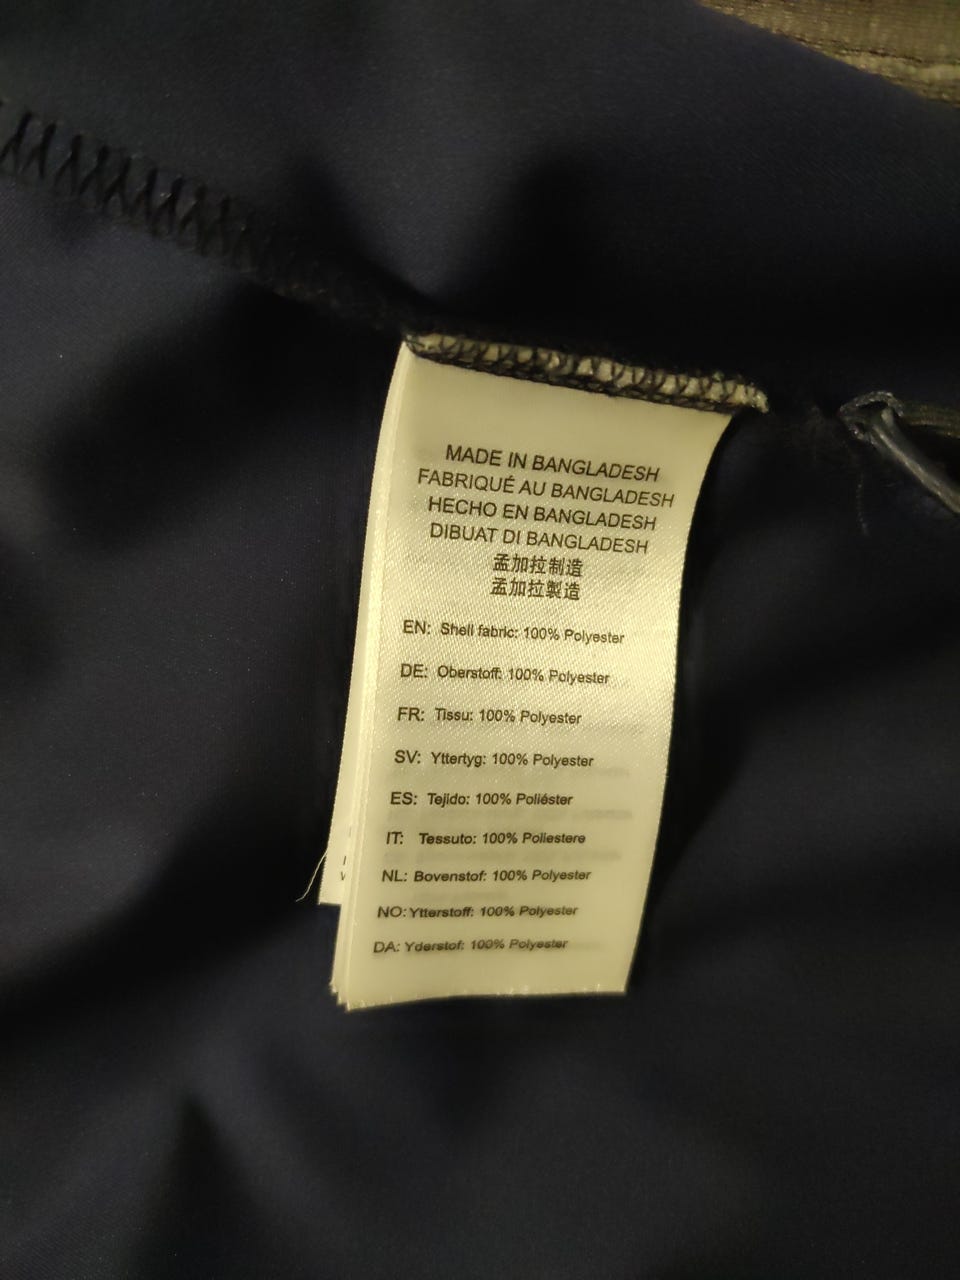 MADE IN BANGLADESH
FABRIQUÉ AU BANGLADESH
HECHO EN BANGLADESH
DIBUAT DI BANGLADESH
孟加拉制造
孟加拉製造
EN: Shell fabric: 100% Polyester
DE: Oberstoff: 100% Polyester
FR: Tissu: 100% Polyester
SV: Yttertyg: 100% Polyester
ES: Tejido: 100% Poliéster
IT: Tessuto: 100% Poliestere
NL: Bovenstof: 100% Polyester
NO: Ytterstoff: 100% Polyester
DA: Yderstof: 100% Polyester